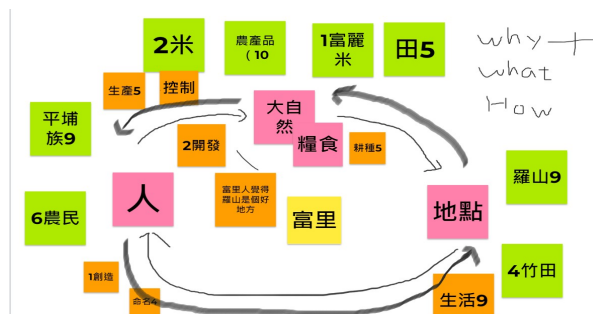 2米
農產品
(10
1富麗
米
田5
why
what
How
生產5
控制
大自
然
糧食
平埔
族9
2開發
耕種5
羅山9
人
富里人覺得
羅山是個好
地方
富里
地點
6農民
4竹田
1創造
命名4
生活9